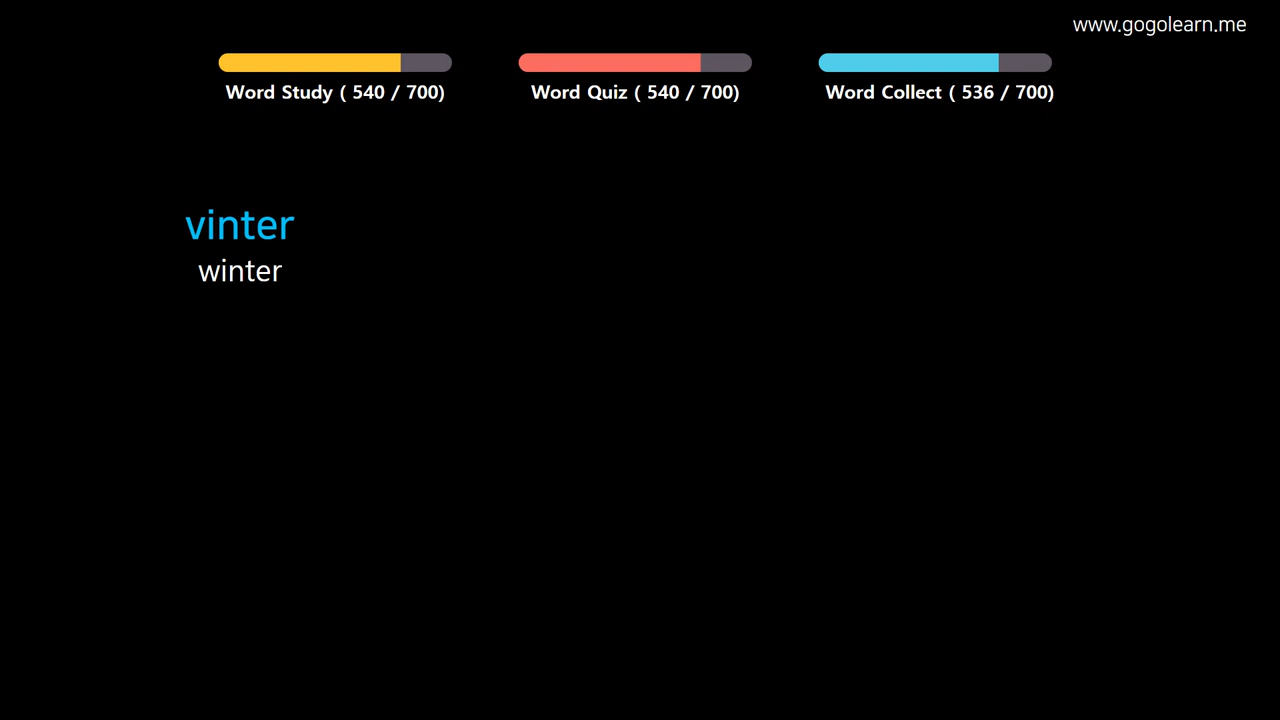 www.gogolearn.me
Word Study ( 540 / 700)
Word Quiz ( 540 / 700)
Word Collect ( 536 / 700)
vinter
winter